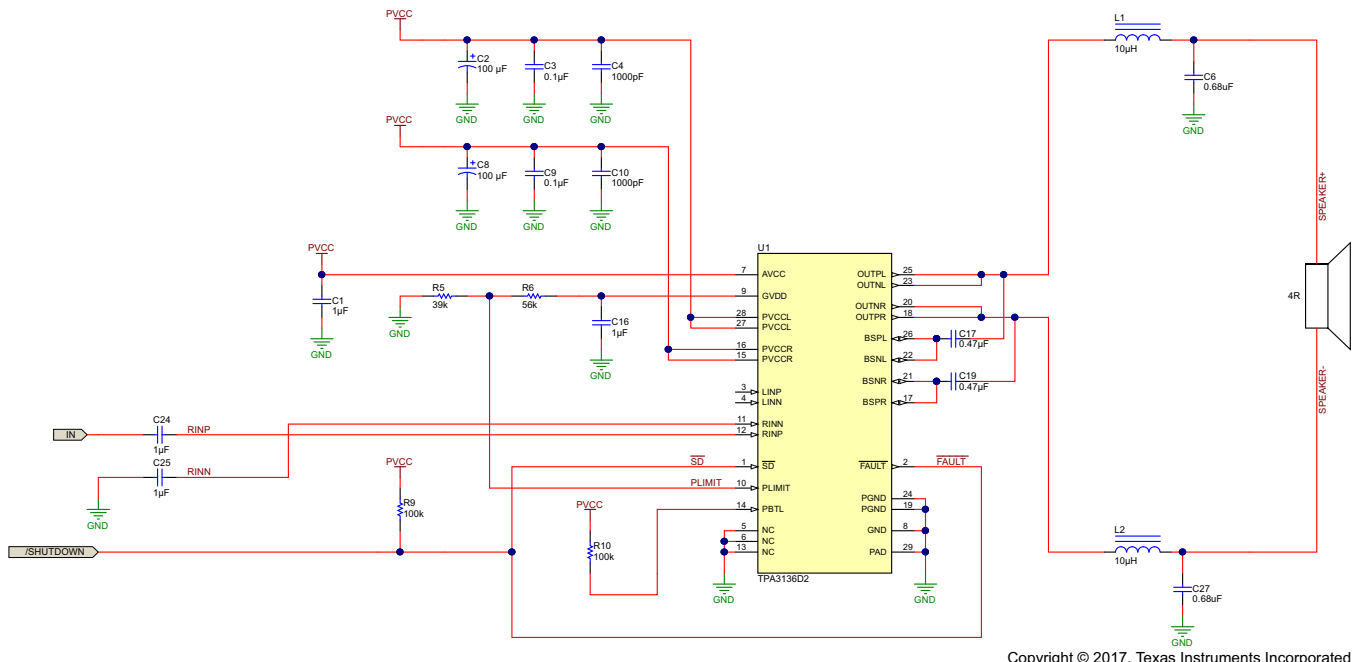 PVCC
C2
100 µF
C3
0.1µF
C4
1000pF
GND
GND
GND
PVCC
C8
100 µF
C9
0.1µF
C10
1000pF
GND
GND
GND
L1
10µH
C6
0.68uF
GND
SPEAKER+
4R
SPEAKER-
PVCC
C1
1µF
GND
R5
39k
R6
56k
GND
C16
1µF
GND
U1
7 AVCC
9 GVDD
28 PVCCL
27 PVCCL
16 PVCCR
15 PVCCR
3 LINP
4 LINN
11 RINN
12 RINP
1 SD
10 PLIMIT
14 PBTL
5 NC
6 NC
13 NC
OUTPL 25
OUTNL 23
OUTNR 20
OUTPR 18
BSPL 26
BSNL 22
BSNR 21
BSPR 17
FAULT 2
PGND 24
PGND 19
GND 8
PAD 29
TPA3136D2
C17
0.47µF
C19
0.47µF
FAULT
IN
C24
1µF
RINP
C25
1µF
RINN
GND
PVCC
R9
100k
SD
PLIMIT
/SHUTDOWN
PVCC
R10
100k
GND
GND
L2
10µH
C27
0.68uF
GND
Copyright © 2017, Texas Instruments Incorporated